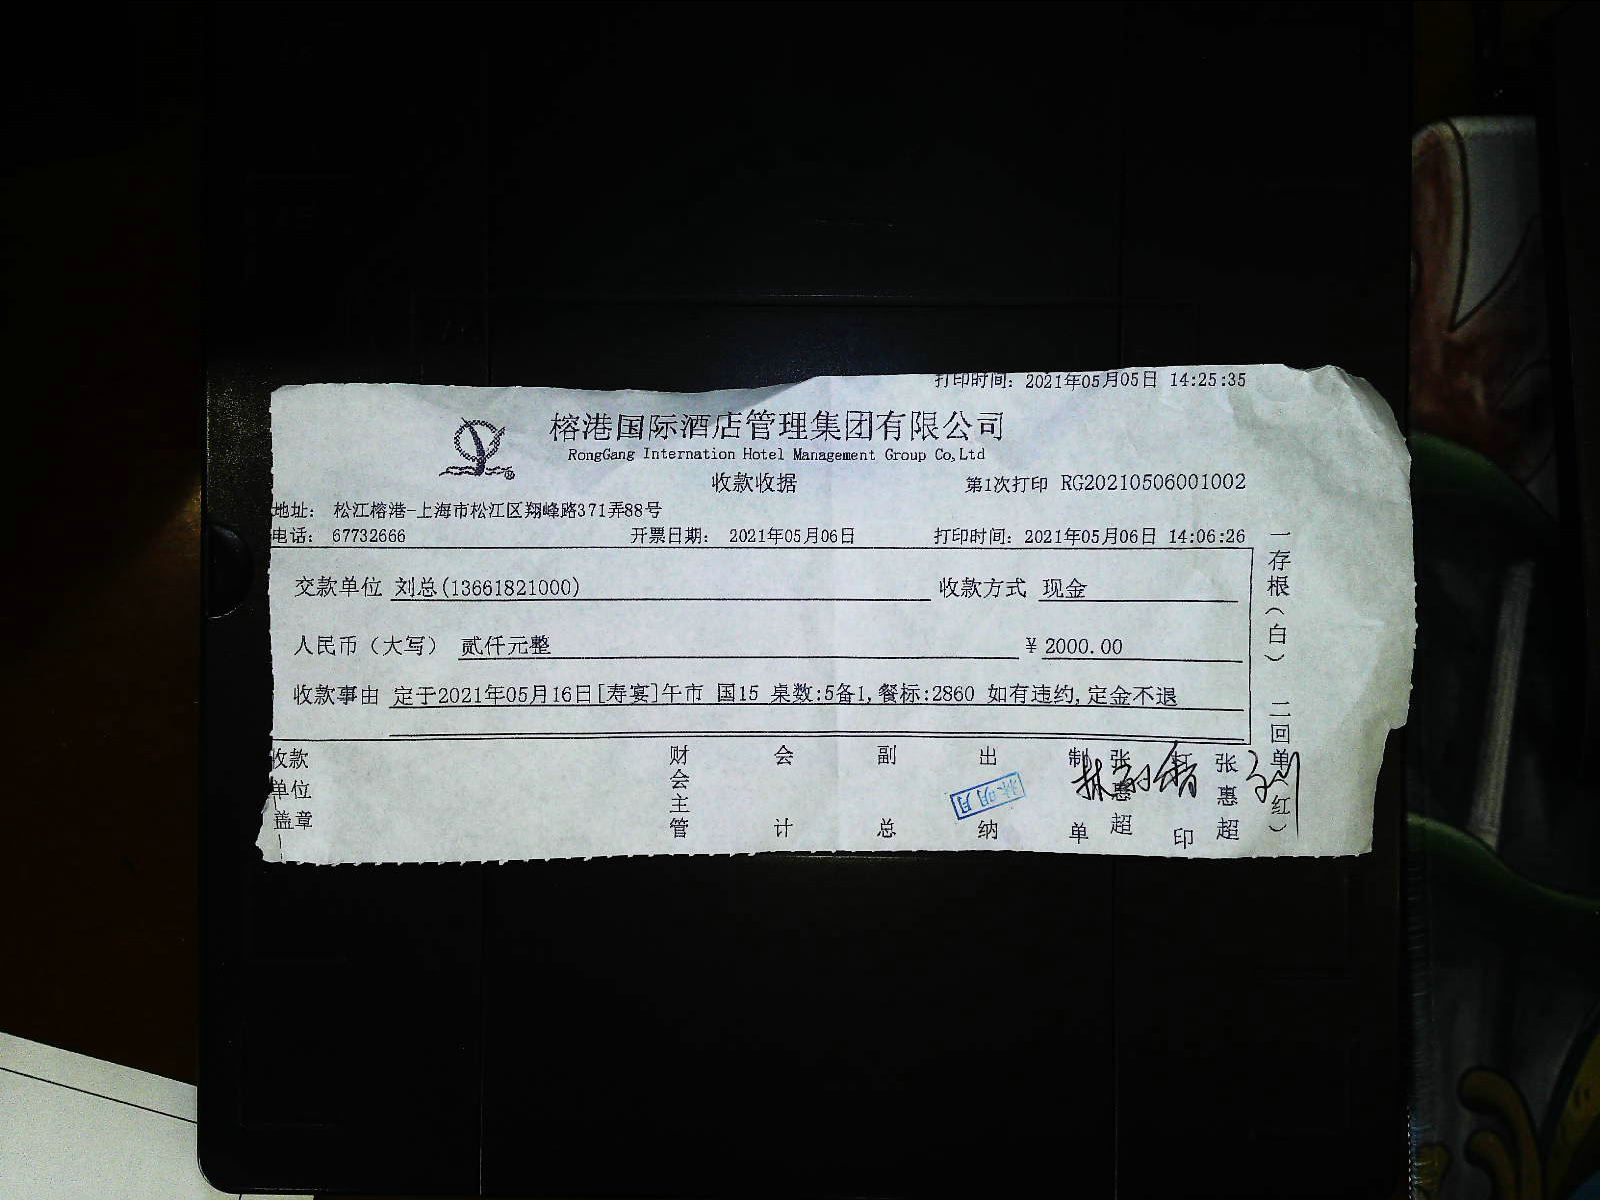 打印时间：2021年05月05日 14:25:35
榕港国际酒店管理集团有限公司
RongGang Internation Hotel Management Group Co,Ltd
收款收据
第1次打印 RG20210506001002
地址： 松江榕港-上海市松江区翔峰路371弄88号
电话： 67732666 开票日期： 2021年05月06日 打印时间：2021年05月06日 14:06:26
交款单位 刘总(13661821000) 收款方式 现金
人民币（大写） 贰仟元整 ¥ 2000.00
收款事由 定于2021年05月16日[寿宴]午市 国15 桌数:5备1,餐标:2860 如有违约,定金不退
收款单位盖章
财会主管
会计
副总
出纳
制单
张惠超
打印
张惠超
一存根（白） 二回单（红）